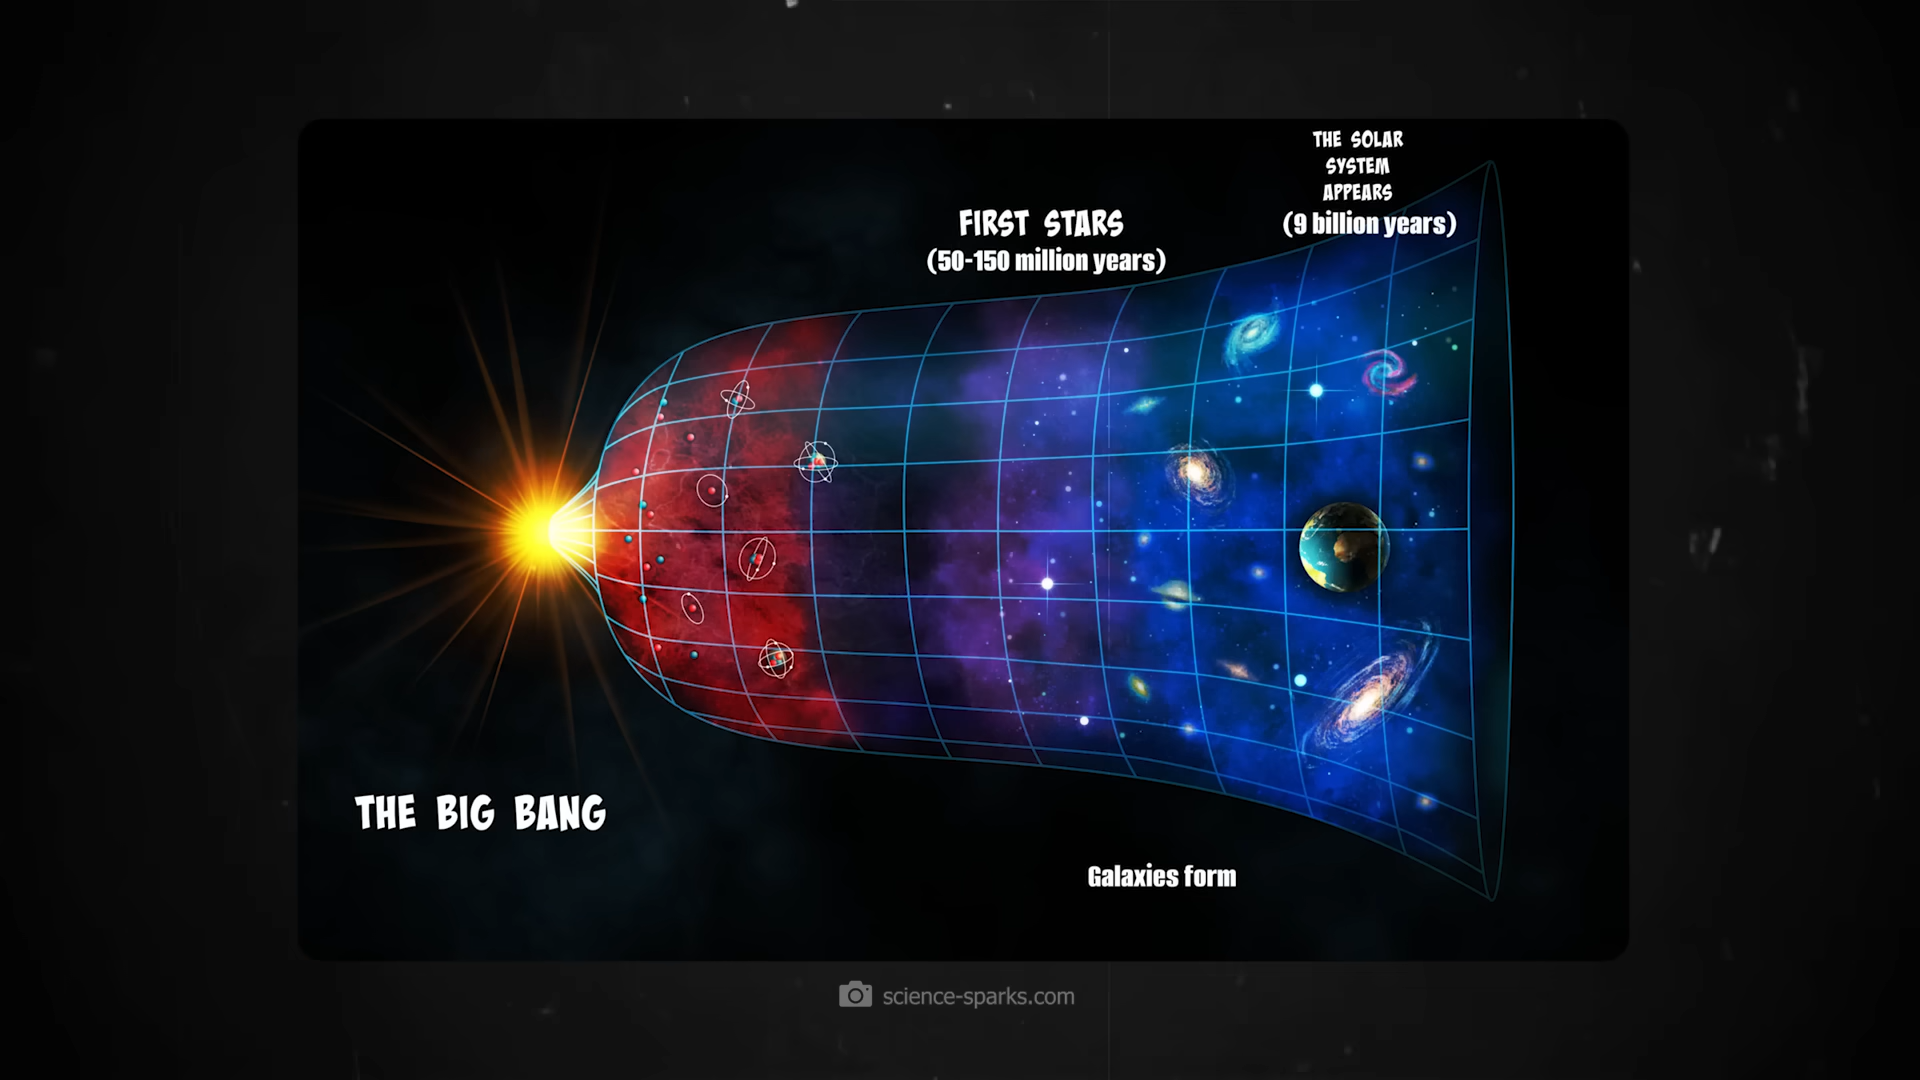 THE SOLAR
SYSTEM
APPEARS
(9 billion years)
FIRST STARS
(50-150 million years)
THE BIG BANG
Galaxies form
science-sparks.com